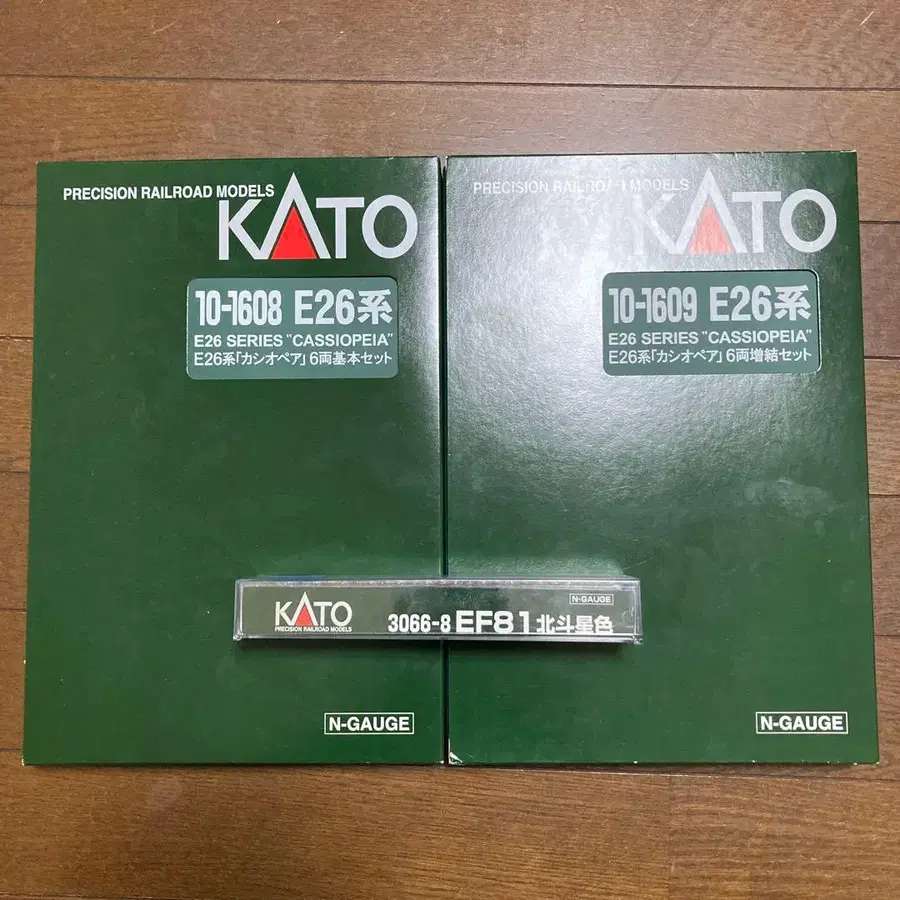 PRECISION RAILROAD MODELS
KATO
10-1608 E26系
E26 SERIES "CASSIOPEIA"
E26系「カシオペア」6両基本セット
N-GAUGE
PRECISION RAILROAD MODELS
KATO
10-1609 E26系
E26 SERIES "CASSIOPEIA"
E26系「カシオペア」6両増結セット
N-GAUGE
KATO
PRECISION RAILROAD MODELS
N-GAUGE
3066-8 EF81 北斗星色